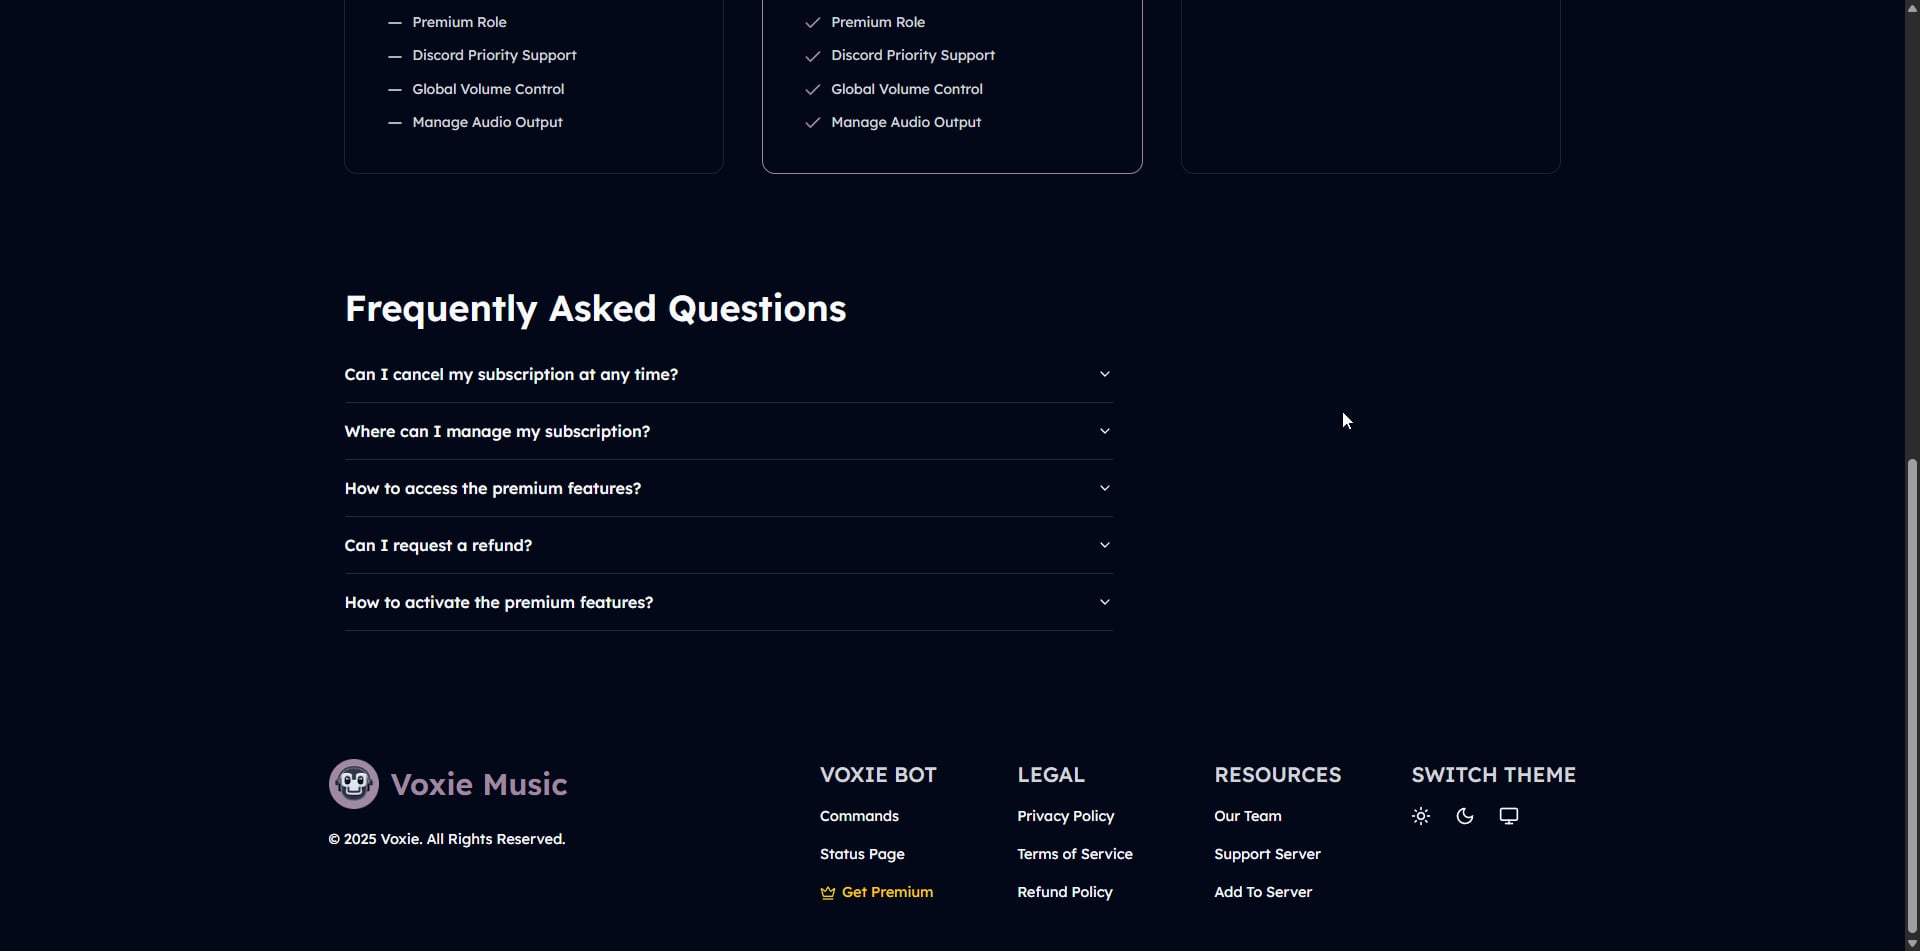 Premium Role
Discord Priority Support
Global Volume Control
Manage Audio Output
Premium Role
Discord Priority Support
Global Volume Control
Manage Audio Output
Frequently Asked Questions
Can I cancel my subscription at any time?
Where can I manage my subscription?
How to access the premium features?
Can I request a refund?
How to activate the premium features?
Voxie Music
© 2025 Voxie. All Rights Reserved.
VOXIE BOT
Commands
Status Page
Get Premium
LEGAL
Privacy Policy
Terms of Service
Refund Policy
RESOURCES
Our Team
Support Server
Add To Server
SWITCH THEME